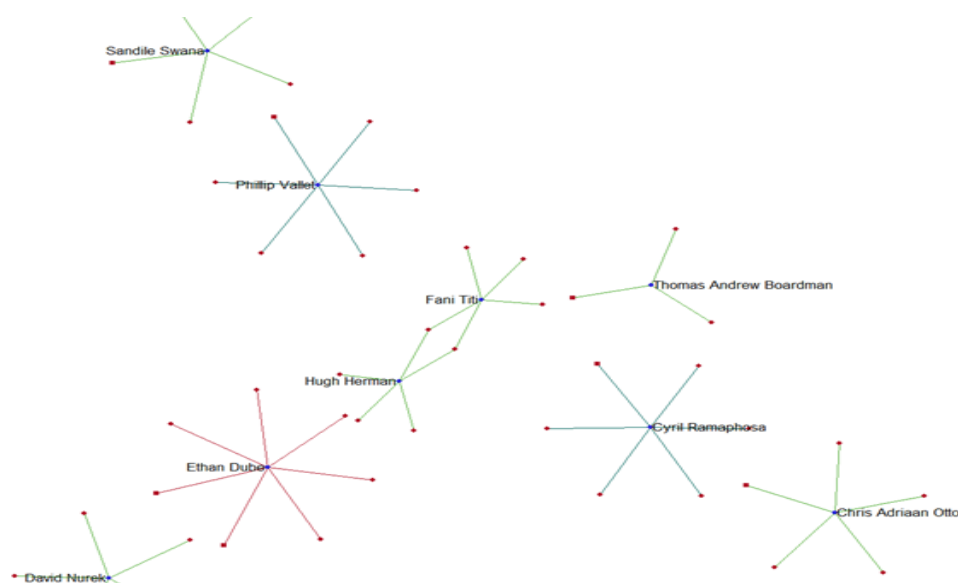 Sandile Swana
Phillip Vallet
Thomas Andrew Boardman
Fani Titi
Hugh Herman
Cyril Ramaphosa
Ethan Dube
Chris Adriaan Otto
David Nurek